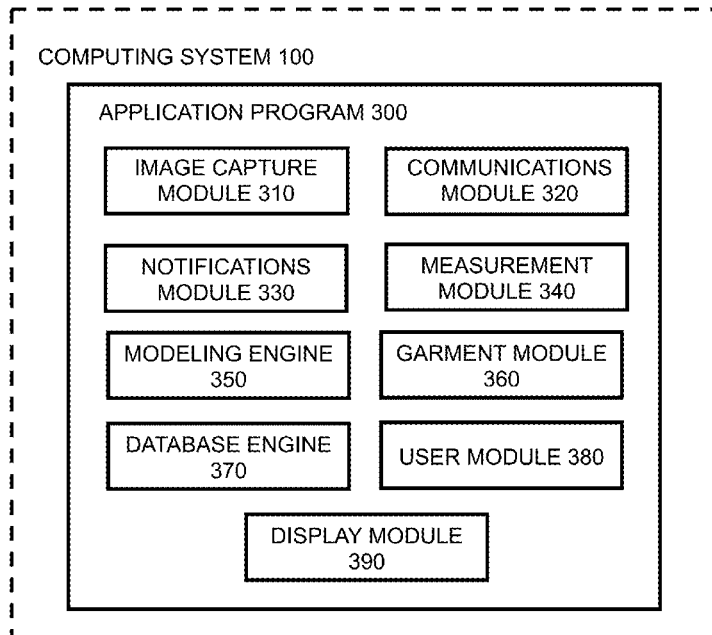 COMPUTING SYSTEM 100
APPLICATION PROGRAM 300
IMAGE CAPTURE
MODULE 310
COMMUNICATIONS
MODULE 320
NOTIFICATIONS
MODULE 330
MEASUREMENT
MODULE 340
MODELING ENGINE
350
GARMENT MODULE
360
DATABASE ENGINE
370
USER MODULE 380
DISPLAY MODULE
390